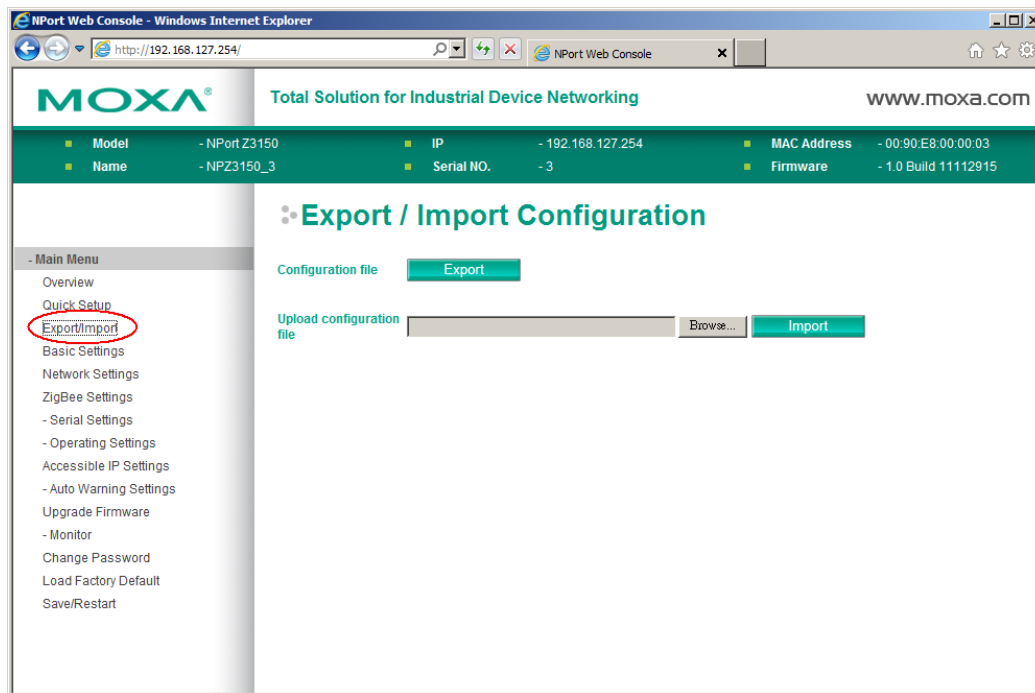 NPort Web Console - Windows Internet Explorer
http://192.168.127.254/
NPort Web Console
MOXA®
Total Solution for Industrial Device Networking
www.moxa.com
Model - NPort Z3150 IP - 192.168.127.254 MAC Address - 00:90:E8:00:00:03
Name - NPZ3150_3 Serial NO. - 3 Firmware - 1.0 Build 11112915
Export / Import Configuration
Configuration file Export
Upload configuration
file
Browse... Import
- Main Menu
Overview
Quick Setup
Export/Import
Basic Settings
Network Settings
ZigBee Settings
- Serial Settings
- Operating Settings
Accessible IP Settings
- Auto Warning Settings
Upgrade Firmware
- Monitor
Change Password
Load Factory Default
Save/Restart